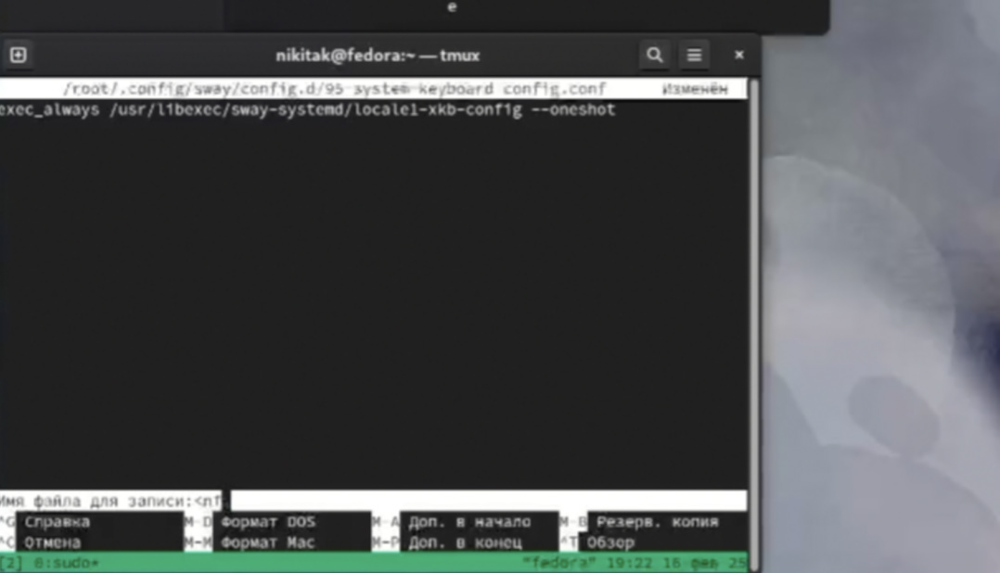 e
nikitak@fedora:~ — tmux
/root/.config/sway/config.d/95-system-keyboard-config.conf Изменён
exec_always /usr/libexec/sway-systemd/locale1-xkb-config --oneshot
Имя файла для записи:<nf
^G Справка M-D Формат DOS M-A Доп. в начало M-B Резерв. копия
^C Отмена M-M Формат Mac M-P Доп. в конец ^T Обзор
[2] 0:sudo* "fedora" 19:22 16-фев-25